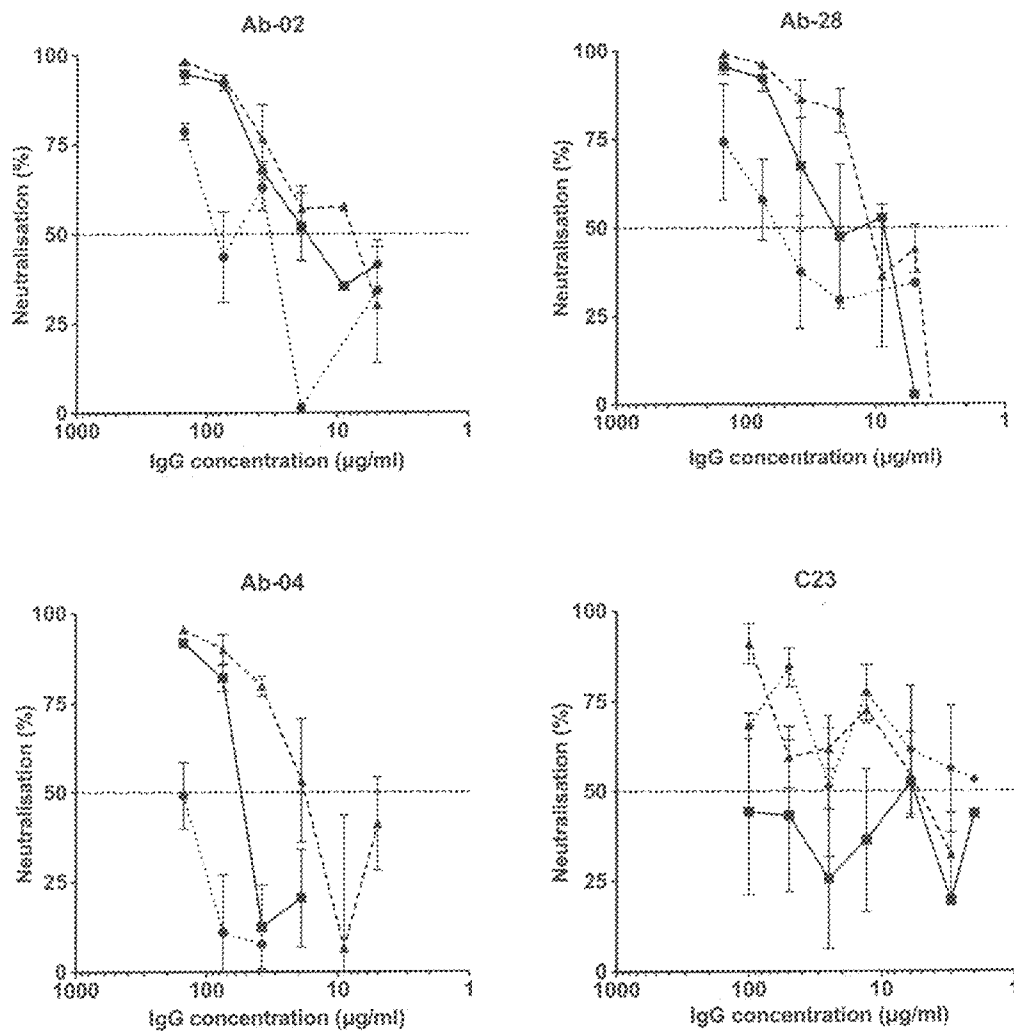 Ab-02
Neutralisation (%)
100
75
50
25
0
1000 100 10 1
IgG concentration (µg/ml)
Ab-28
Neutralisation (%)
100
75
50
25
0
1000 100 10 1
IgG concentration (µg/ml)
Ab-04
Neutralisation (%)
100
75
50
25
0
1000 100 10 1
IgG concentration (µg/ml)
C23
Neutralisation (%)
100
75
50
25
0
1000 100 10 1
IgG concentration (µg/ml)